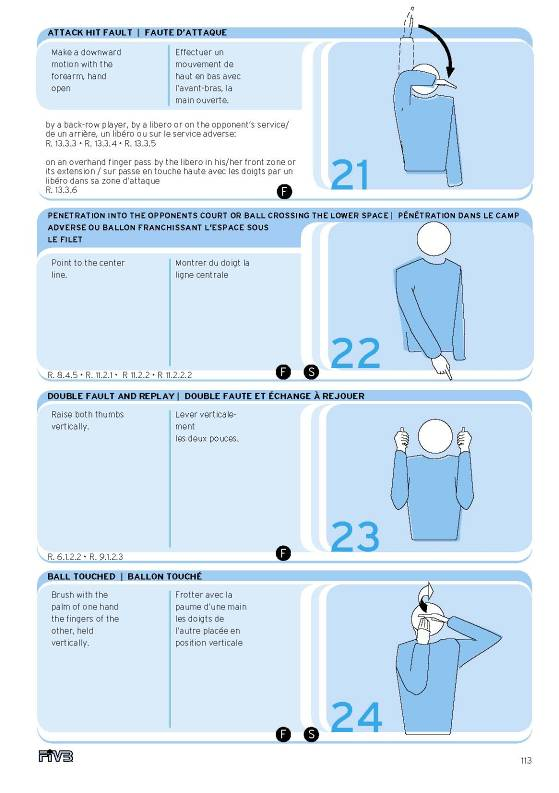 ATTACK HIT FAULT | FAUTE D'ATTAQUE
Make a downward
motion with the
forearm, hand
open
Effectuer un
mouvement de
haut en bas avec
l'avant-bras, la
main ouverte.
by a back-row player, by a libero or on the opponent's service/
de un arrière, un libéro ou sur le service adverse:
R. 13.3.3 • R. 13.3.4 • R. 13.3.5
on an overhand finger pass by the libero in his/her front zone or
its extension / sur passe en touche haute avec les doigts par un
libéro dans sa zone d'attaque
R. 13.3.6
F
21
PENETRATION INTO THE OPPONENTS COURT OR BALL CROSSING THE LOWER SPACE | PÉNÉTRATION DANS LE CAMP
ADVERSE OU BALLON FRANCHISSANT L'ESPACE SOUS
LE FILET
Point to the center
line.
Montrer du doigt la
ligne centrale
R. 8.4.5 • R. 11.2.1 • R 11.2.2 • R 11.2.2.2
F S
22
DOUBLE FAULT AND REPLAY | DOUBLE FAUTE ET ÉCHANGE À REJOUER
Raise both thumbs
vertically.
Lever verticale-
ment
les deux pouces.
R. 6.1.2.2 • R. 9.1.2.3
F
23
BALL TOUCHED | BALLON TOUCHÉ
Brush with the
palm of one hand
the fingers of the
other, held
vertically.
Frotter avec la
paume d'une main
les doigts de
l'autre placée en
position verticale
F S
24
FIVB
113